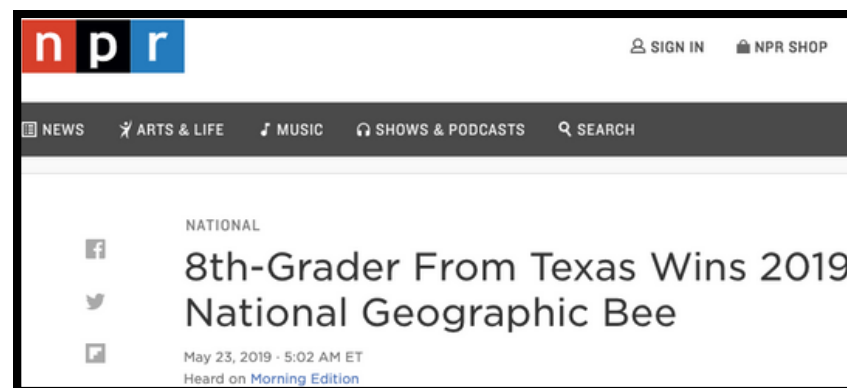 npr
SIGN IN NPR SHOP
NEWS ARTS & LIFE MUSIC SHOWS & PODCASTS SEARCH
NATIONAL
8th-Grader From Texas Wins 2019
National Geographic Bee
May 23, 2019 · 5:02 AM ET
Heard on Morning Edition